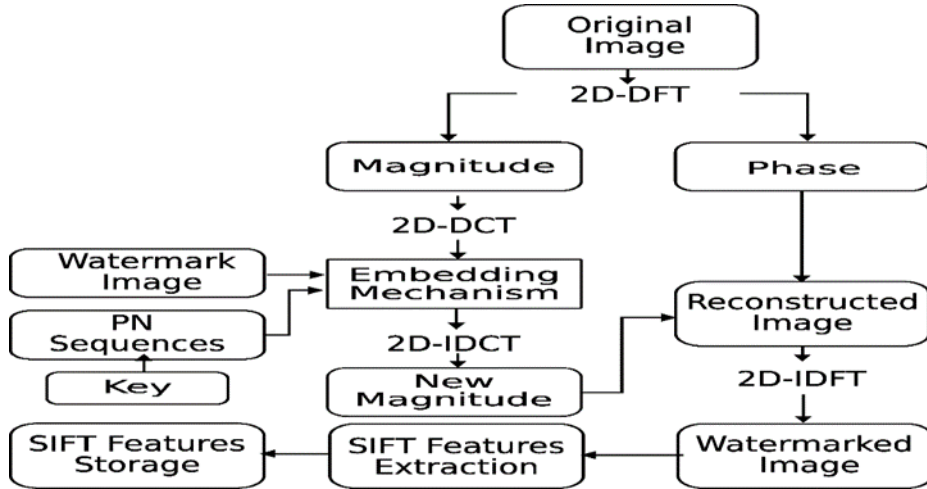 Original
Image
2D-DFT
Magnitude
Phase
2D-DCT
Watermark
Image
Embedding
Mechanism
PN
Sequences
Key
2D-IDCT
New
Magnitude
Reconstructed
Image
2D-IDFT
Watermarked
Image
SIFT Features
Extraction
SIFT Features
Storage